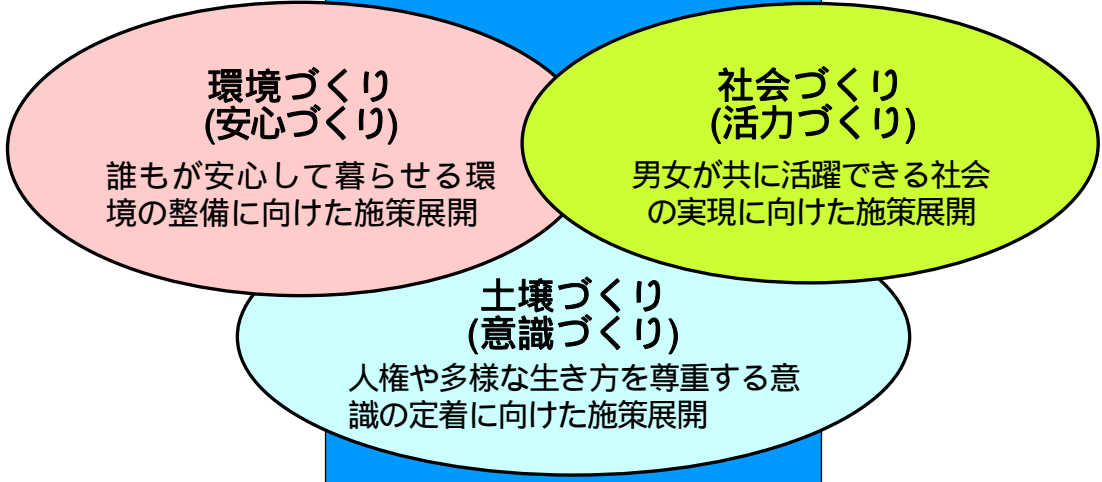 環境づくり
(安心づくり)
誰もが安心して暮らせる環
境の整備に向けた施策展開
社会づくり
(活力づくり)
男女が共に活躍できる社会
の実現に向けた施策展開
土壌づくり
(意識づくり)
人権や多様な生き方を尊重する意
識の定着に向けた施策展開